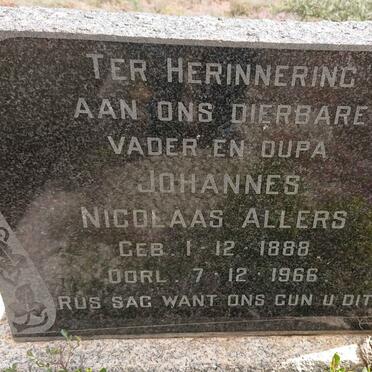 TER HERINNERING
AAN ONS DIERBARE
VADER EN OUPA
JOHANNES
NICOLAAS ALLERS
GEB. 1-12-1888
OORL. 7-12-1966
RUS SAG WANT ONS GUN U DIT